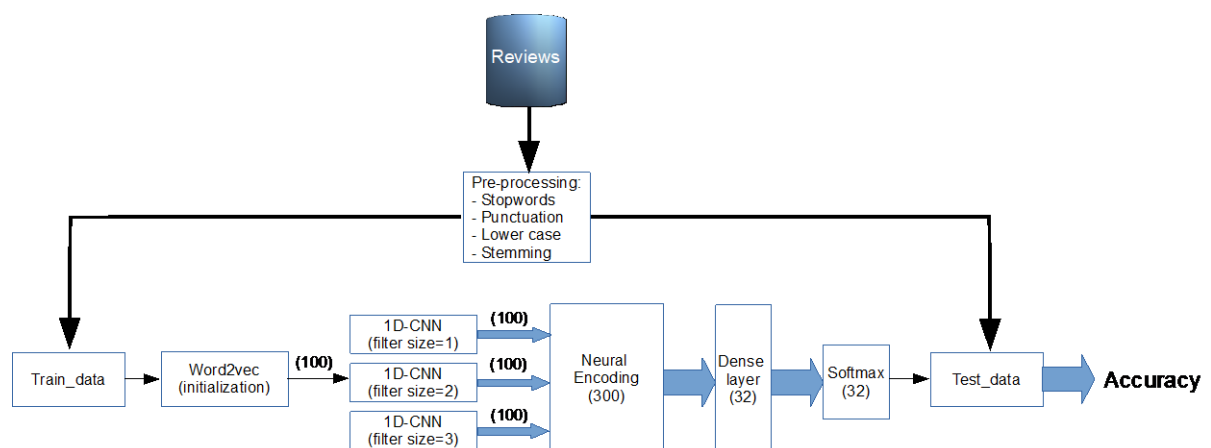 Reviews
Pre-processing:
- Stopwords
- Punctuation
- Lower case
- Stemming
Train_data
Word2vec
(initialization)
(100)
1D-CNN
(filter size=1)
(100)
1D-CNN
(filter size=2)
(100)
1D-CNN
(filter size=3)
(100)
Neural
Encoding
(300)
Dense
layer
(32)
Softmax
(32)
Test_data
Accuracy